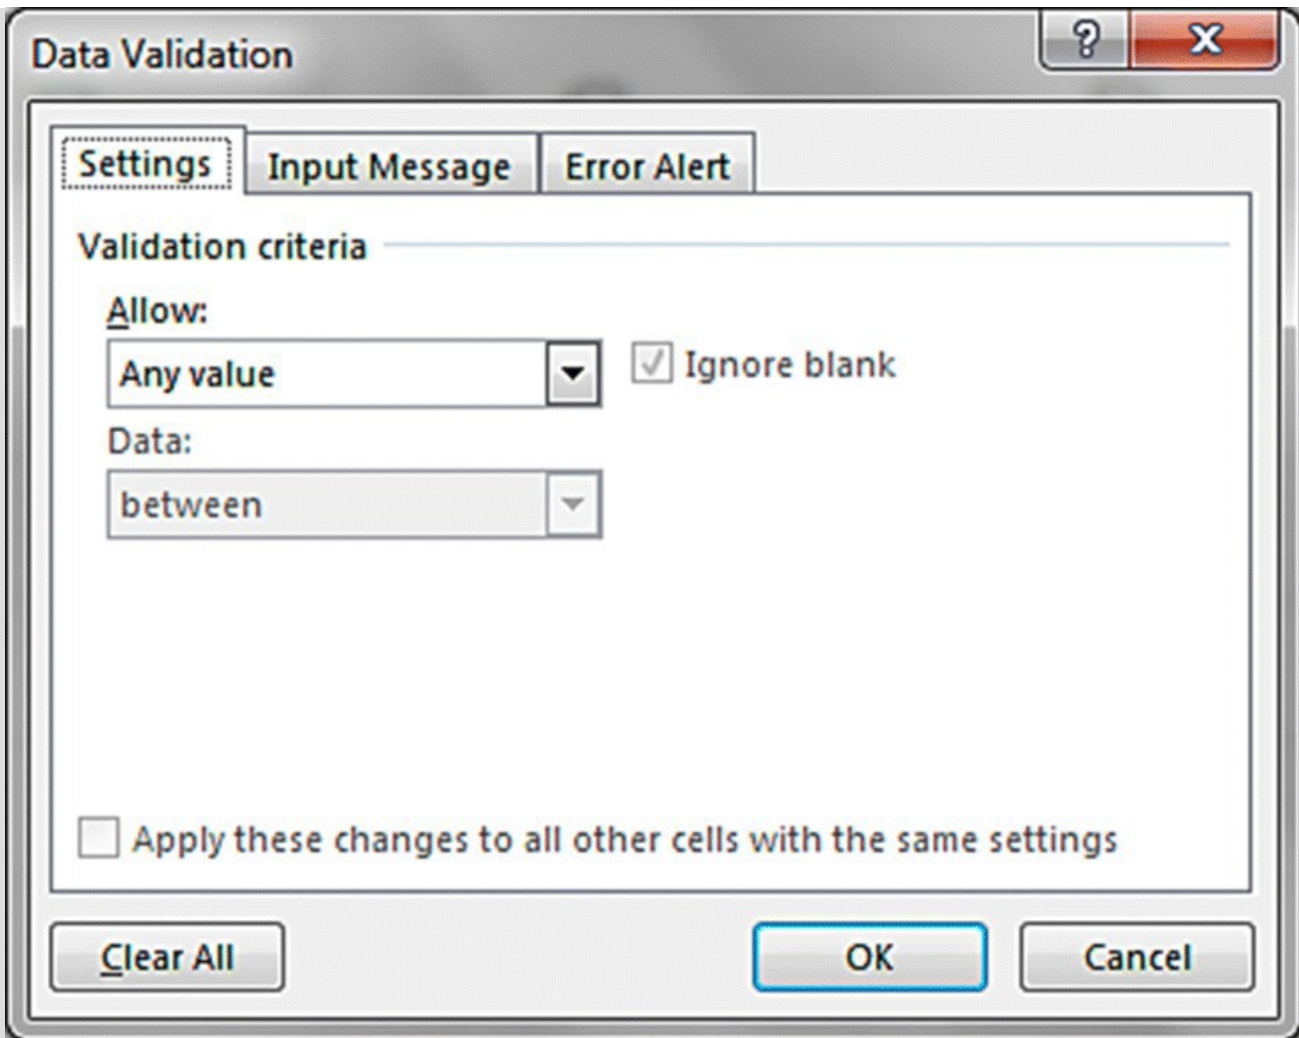 Data Validation
Settings Input Message Error Alert
Validation criteria
Allow:
Any value
Ignore blank
Data:
between
Apply these changes to all other cells with the same settings
Clear All OK Cancel